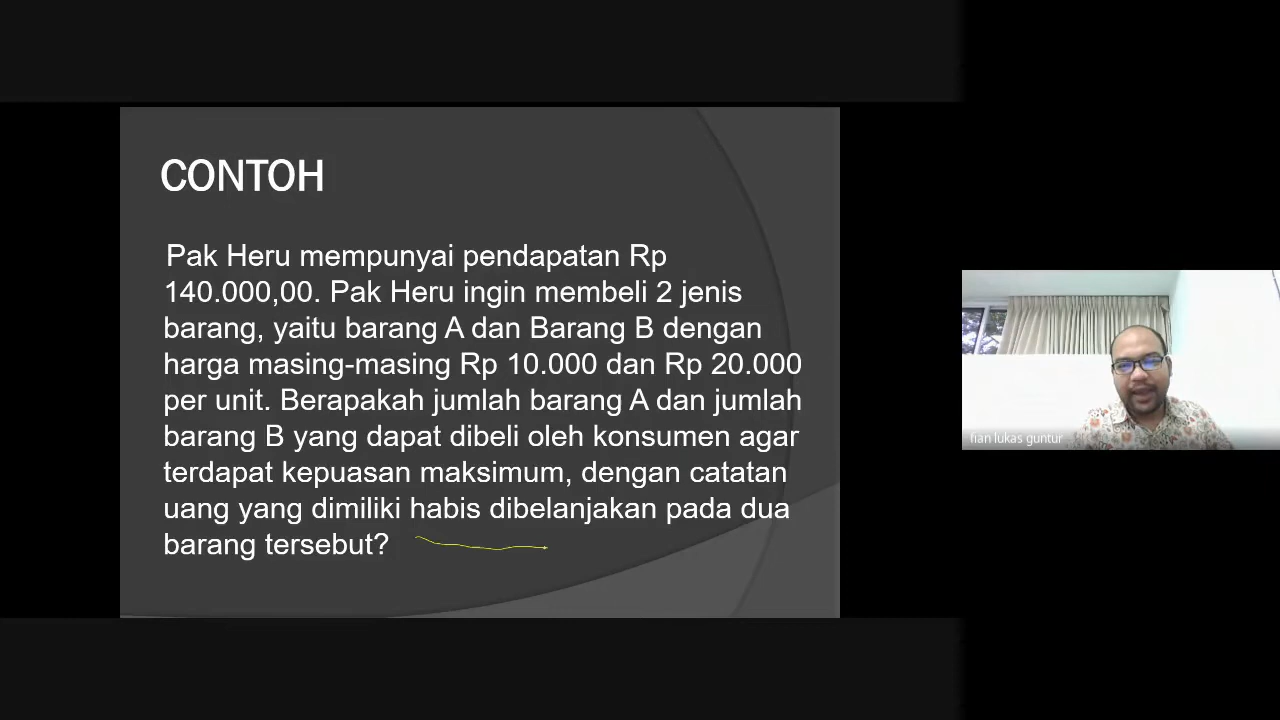 CONTOH
Pak Heru mempunyai pendapatan Rp
140.000,00. Pak Heru ingin membeli 2 jenis
barang, yaitu barang A dan Barang B dengan
harga masing-masing Rp 10.000 dan Rp 20.000
per unit. Berapakah jumlah barang A dan jumlah
barang B yang dapat dibeli oleh konsumen agar
terdapat kepuasan maksimum, dengan catatan
uang yang dimiliki habis dibelanjakan pada dua
barang tersebut?
fian lukas guntur